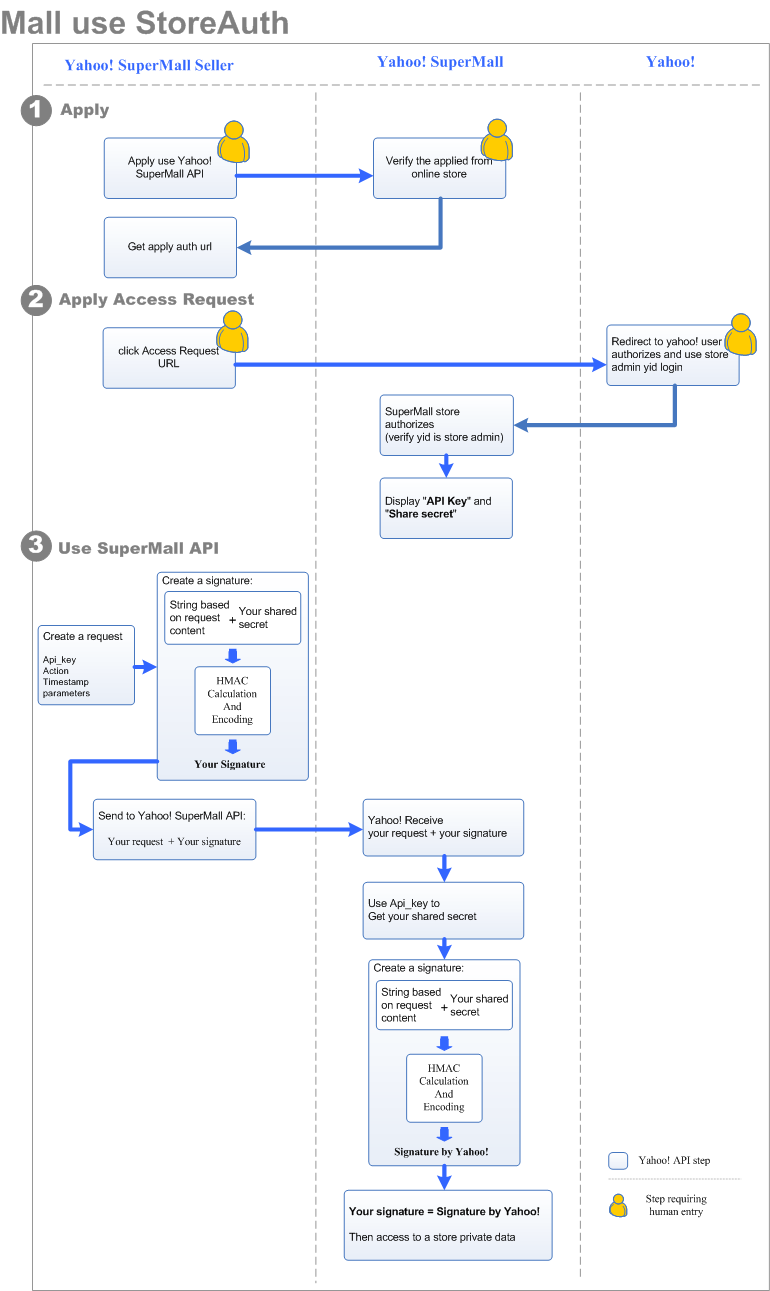 Mall use StoreAuth
Yahoo! SuperMall Seller
Yahoo! SuperMall
Yahoo!
1 Apply
Apply use Yahoo!
SuperMall API
Verify the applied from
online store
Get apply auth url
2 Apply Access Request
click Access Request
URL
Redirect to yahoo! user
authorizes and use store
admin yid login
SuperMall store
authorizes
(verify yid is store admin)
Display "API Key" and
"Share secret"
3 Use SuperMall API
Create a request
Api_key
Action
Timestamp
parameters
Create a signature:
String based
on request
content
+
Your shared
secret
HMAC
Calculation
And
Encoding
Your Signature
Send to Yahoo! SuperMall API:
Your request + Your signature
Yahoo! Receive
your request + your signature
Use Api_key to
Get your shared secret
Create a signature:
String based
on request
content
+
Your shared
secret
HMAC
Calculation
And
Encoding
Signature by Yahoo!
Your signature = Signature by Yahoo!
Then access to a store private data
Yahoo! API step
Step requiring
human entry